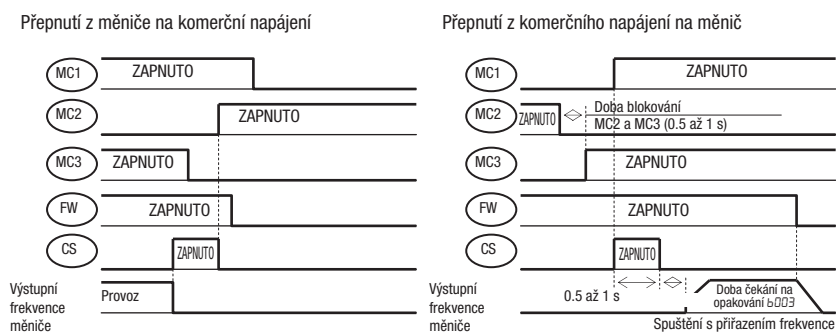 Přepnutí z měniče na komerční napájení
MC1
ZAPNUTO
MC2
ZAPNUTO
MC3
ZAPNUTO
FW
ZAPNUTO
CS
ZAPNUTO
Výstupní
frekvence
měniče
Provoz
Přepnutí z komerčního napájení na měnič
MC1
ZAPNUTO
MC2
ZAPNUTO
Doba blokování
MC2 a MC3 (0.5 až 1 s)
MC3
ZAPNUTO
FW
ZAPNUTO
CS
ZAPNUTO
Výstupní
frekvence
měniče
0.5 až 1 s
Doba čekání na
opakování b003
Spuštění s přiřazením frekvence